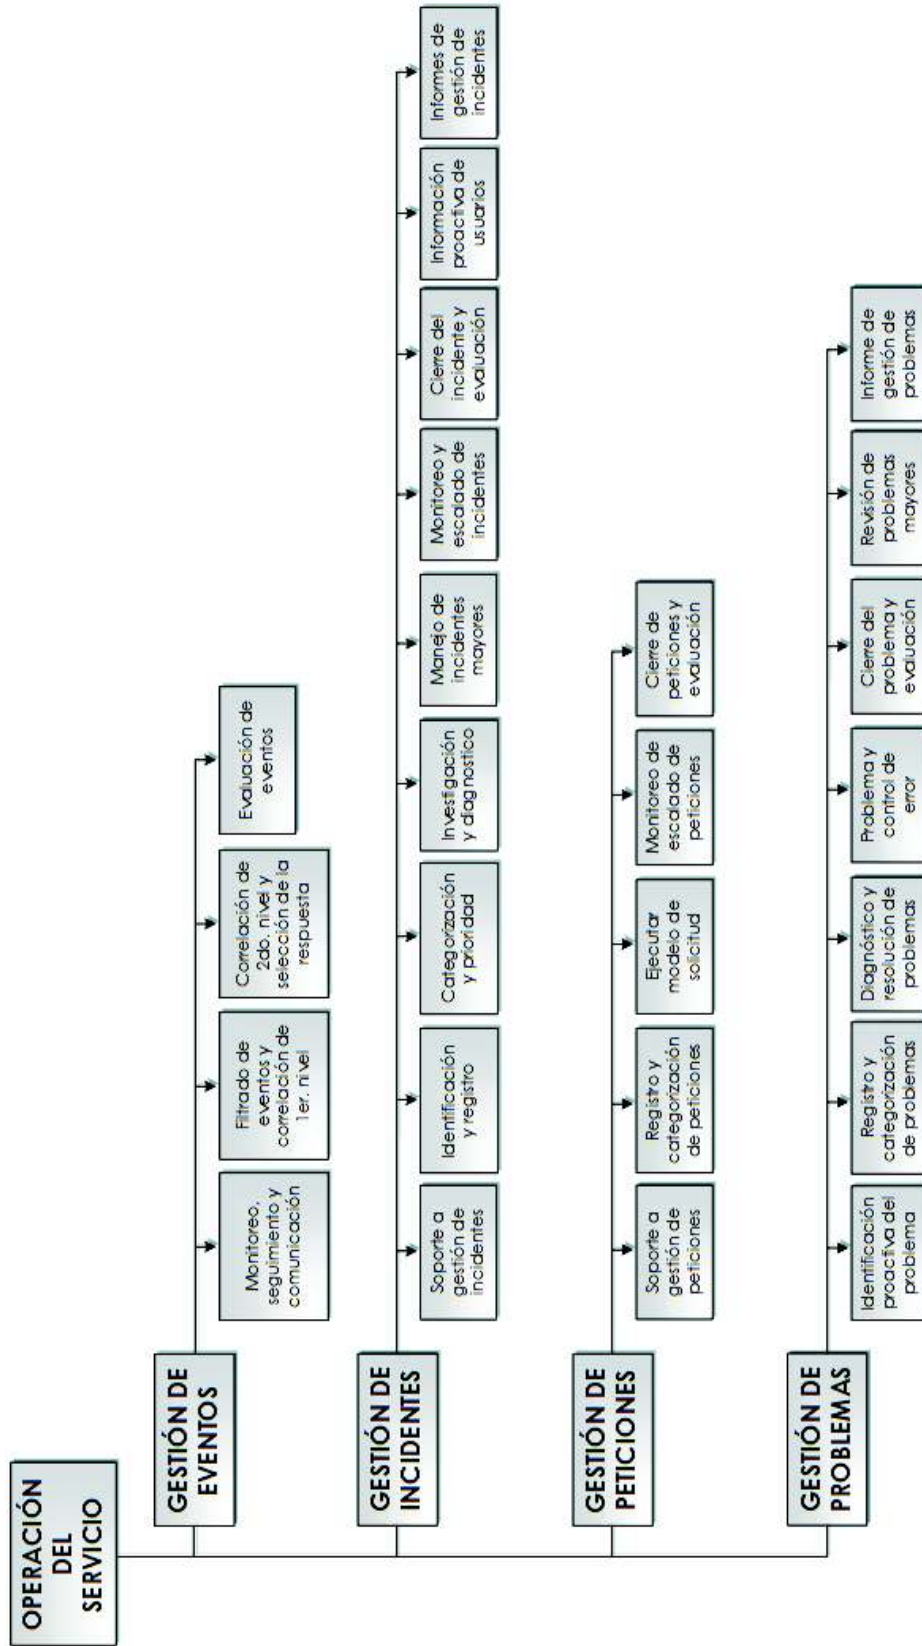 OPERACIÓN
DEL
SERVICIO
GESTIÓN DE
EVENTOS
Monitoreo,
seguimiento y
comunicación
Filtrado de
eventos y
correlación de
1er. nivel
Correlación de
2do. nivel y
selección de la
respuesta
Evaluación de
eventos
GESTIÓN DE
INCIDENTES
Soporte a
gestión de
incidentes
Identificación
y registro
Categorización
y prioridad
Investigación
y diagnostico
Manejo de
incidentes
mayores
Monitoreo y
escalado de
incidentes
Cierre del
incidente y
evaluación
Información
proactiva de
usuarios
Informes de
gestión de
incidentes
GESTIÓN DE
PETICIONES
Soporte a
gestión de
peticiones
Registro y
categorización
de peticiones
Ejecutar
modelo de
solicitud
Monitoreo de
escalado de
peticiones
Cierre de
peticiones y
evaluación
GESTIÓN DE
PROBLEMAS
Identificación
proactiva del
problema
Registro y
categorización
de problemas
Diagnóstico y
resolución de
problemas
Problema y
control de
error
Cierre del
problema y
evaluación
Revisión de
problemas
mayores
Informe de
gestión de
problemas